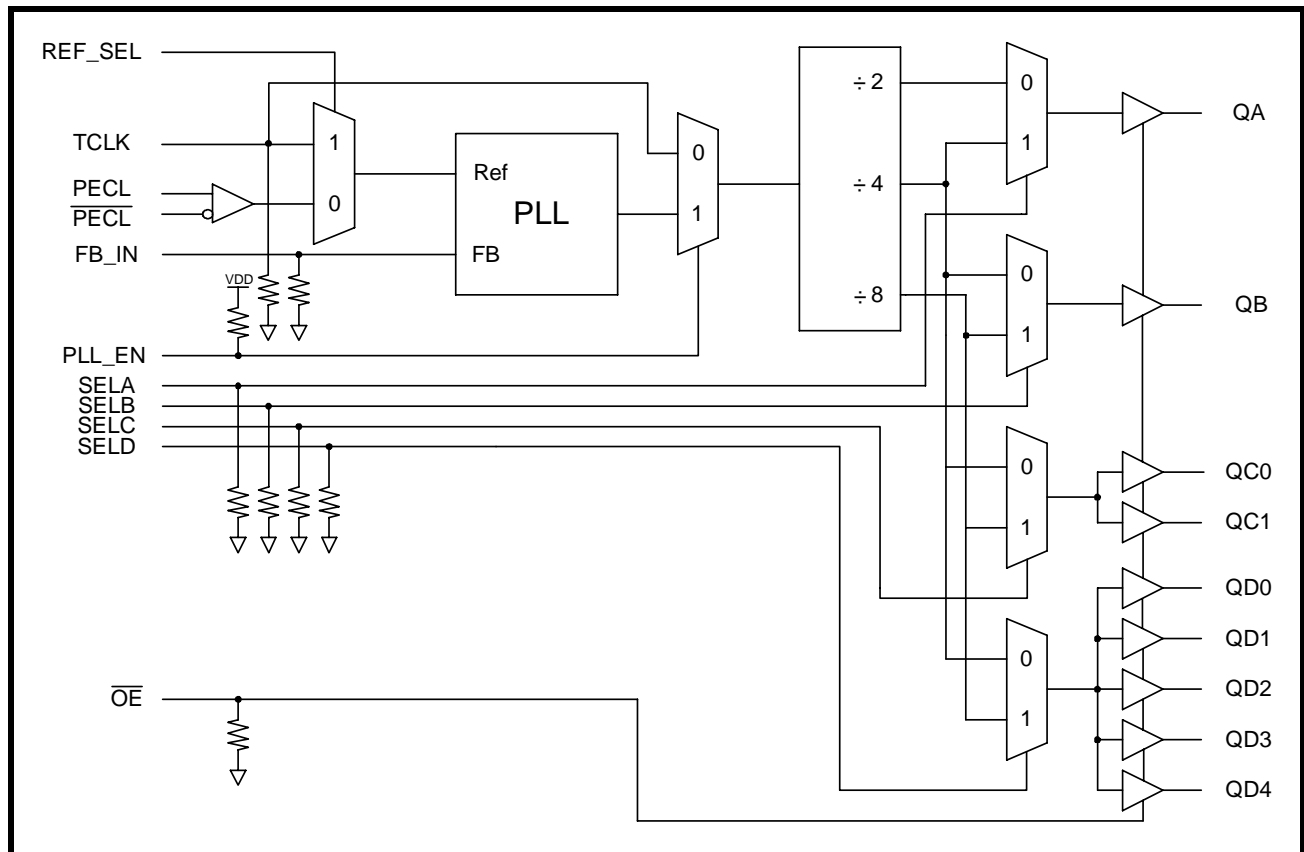 REF_SEL
TCLK
PECL
PECL
FB_IN
VDD
PLL_EN
SELA
SELB
SELC
SELD
OE
1
0
Ref
PLL
FB
0
1
÷ 2
÷ 4
÷ 8
0
1
0
1
0
1
0
1
QA
QB
QC0
QC1
QD0
QD1
QD2
QD3
QD4